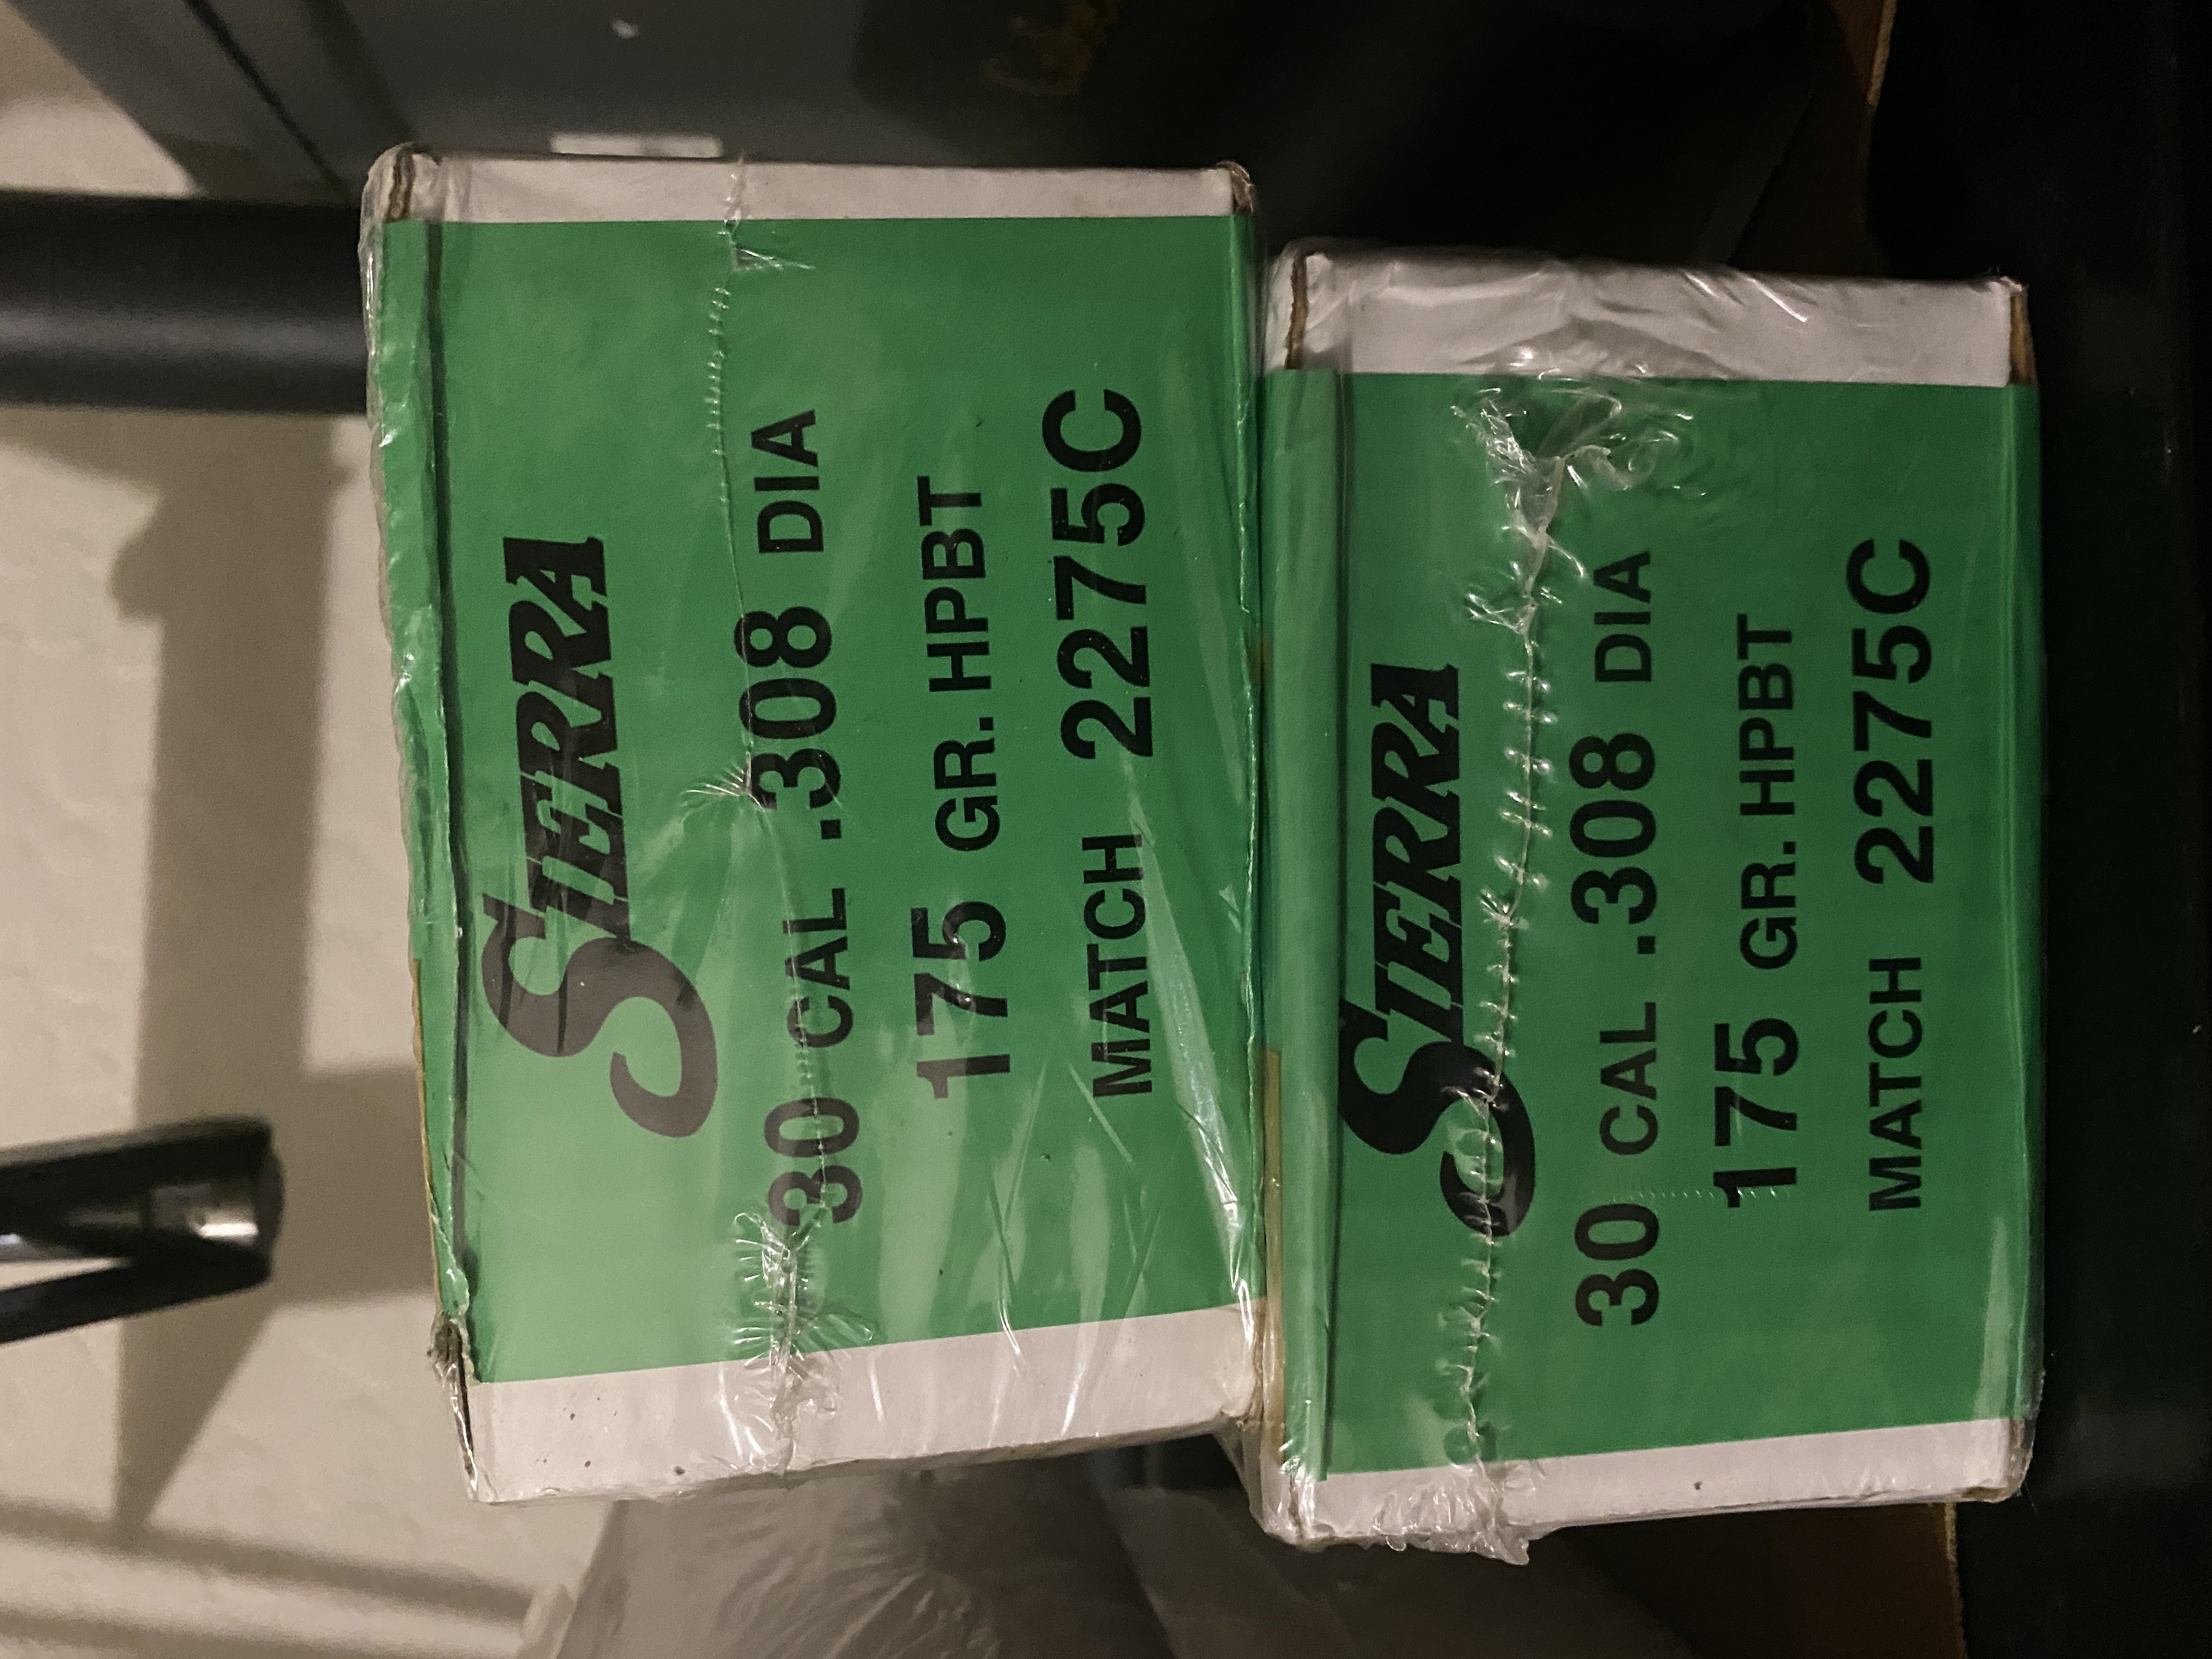 SIERRA
30 CAL .308 DIA
175 GR. HPBT
MATCH 2275C
SIERRA
30 CAL .308 DIA
175 GR. HPBT
MATCH 2275C